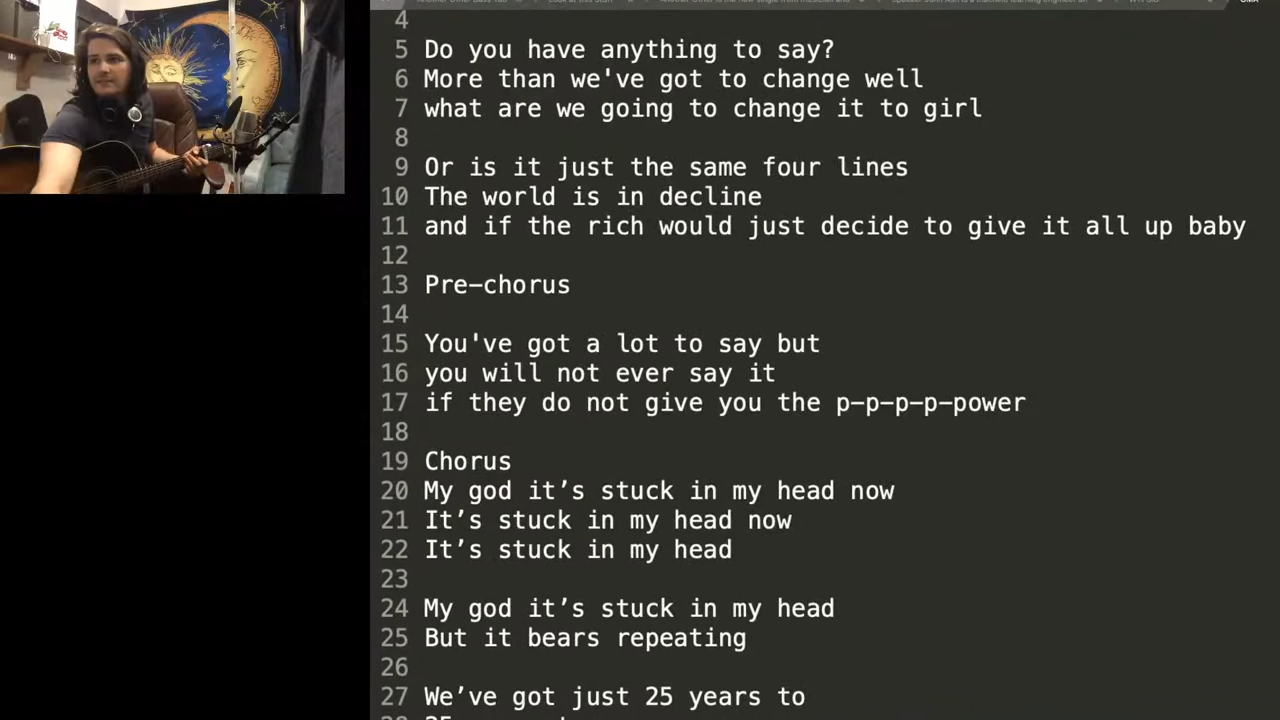 4
5 Do you have anything to say?
6 More than we've got to change well
7 what are we going to change it to girl
8
9 Or is it just the same four lines
10 The world is in decline
11 and if the rich would just decide to give it all up baby
12
13 Pre-chorus
14
15 You've got a lot to say but
16 you will not ever say it
17 if they do not give you the p-p-p-p-power
18
19 Chorus
20 My god it’s stuck in my head now
21 It’s stuck in my head now
22 It’s stuck in my head
23
24 My god it’s stuck in my head
25 But it bears repeating
26
27 We’ve got just 25 years to